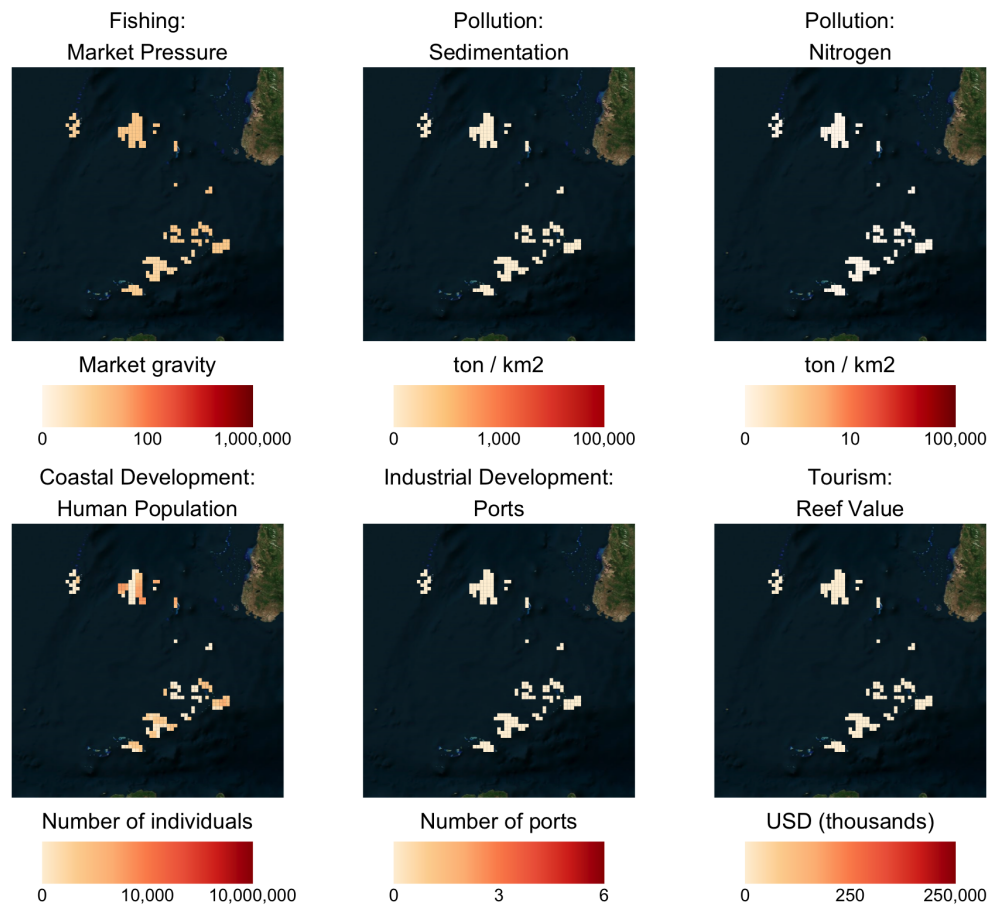 Fishing:
Market Pressure
Pollution:
Sedimentation
Pollution:
Nitrogen
Market gravity
0 100 1,000,000
ton / km2
0 1,000 100,000
ton / km2
0 10 100,000
Coastal Development:
Human Population
Industrial Development:
Ports
Tourism:
Reef Value
Number of individuals
0 10,000 10,000,000
Number of ports
0 3 6
USD (thousands)
0 250 250,000